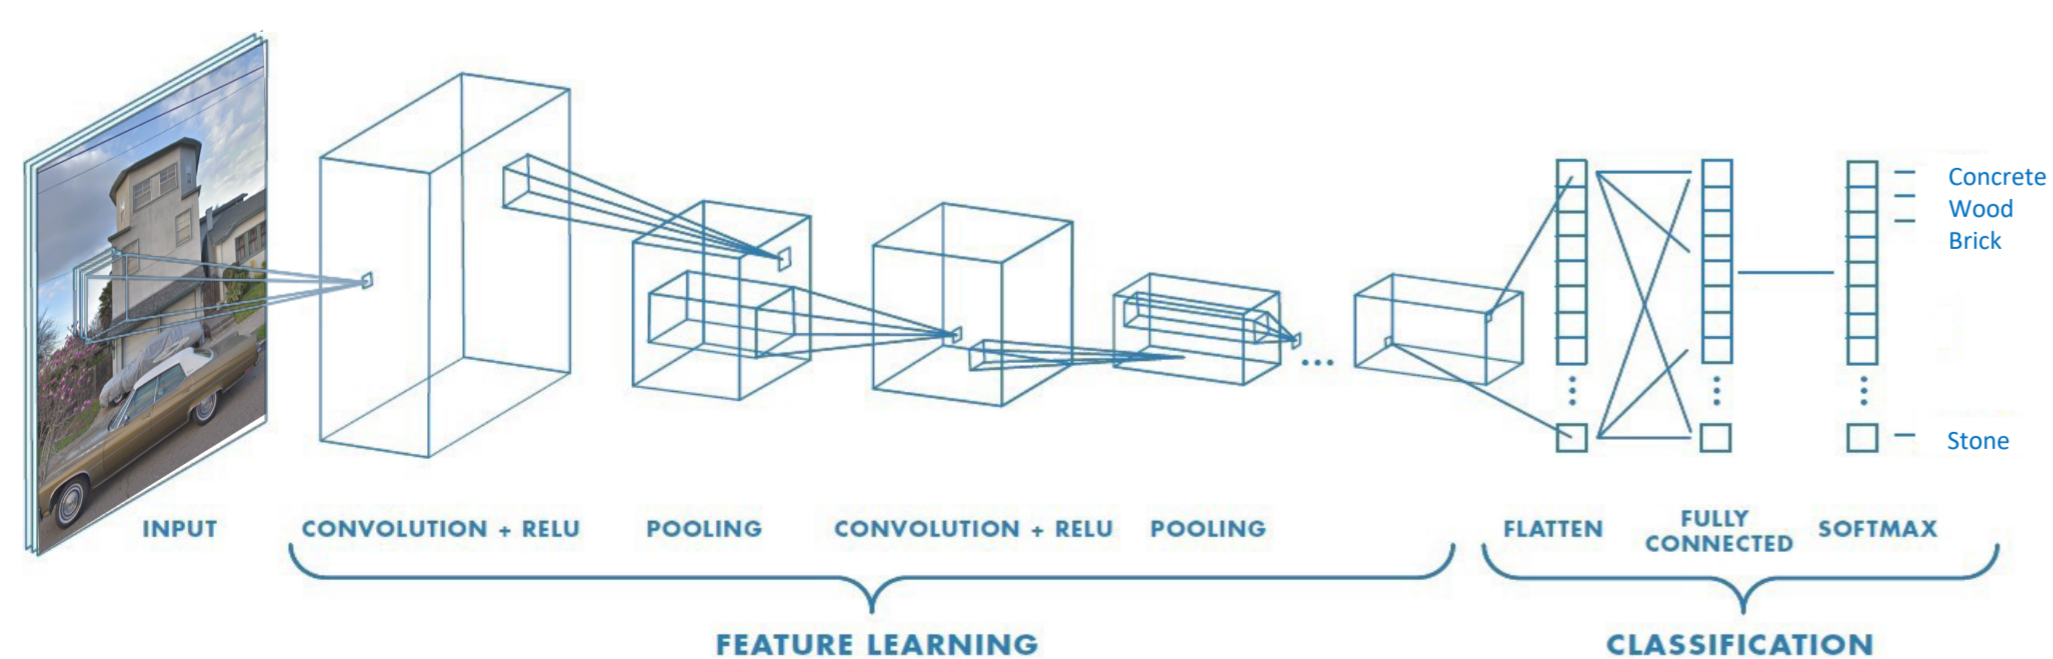 Concrete
Wood
Brick
Stone
INPUT
CONVOLUTION + RELU
POOLING
CONVOLUTION + RELU
POOLING
FLATTEN
FULLY
CONNECTED
SOFTMAX
FEATURE LEARNING
CLASSIFICATION